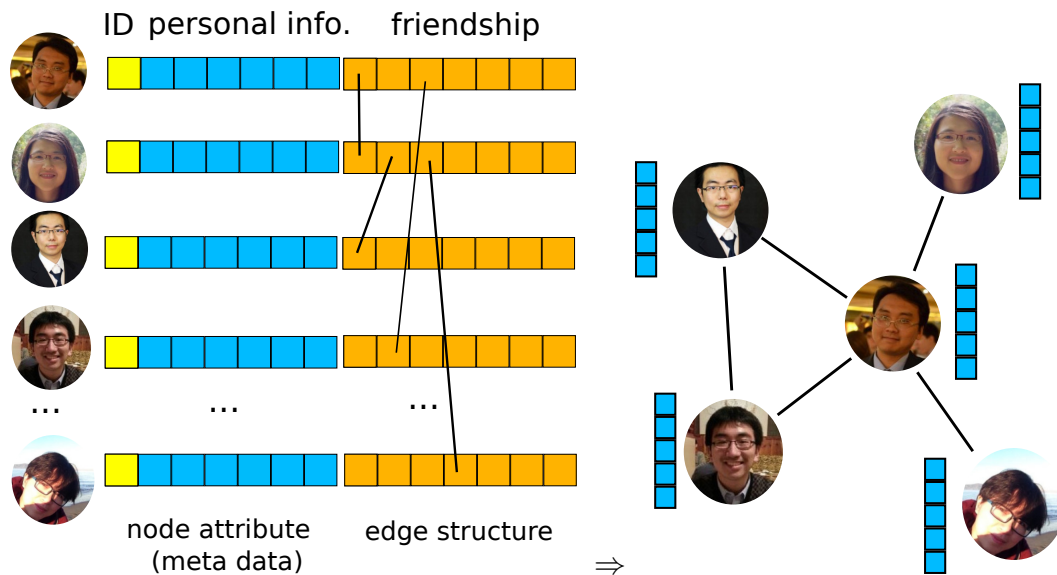 ID personal info. friendship
...
...
...
node attribute
(meta data)
edge structure
⇒